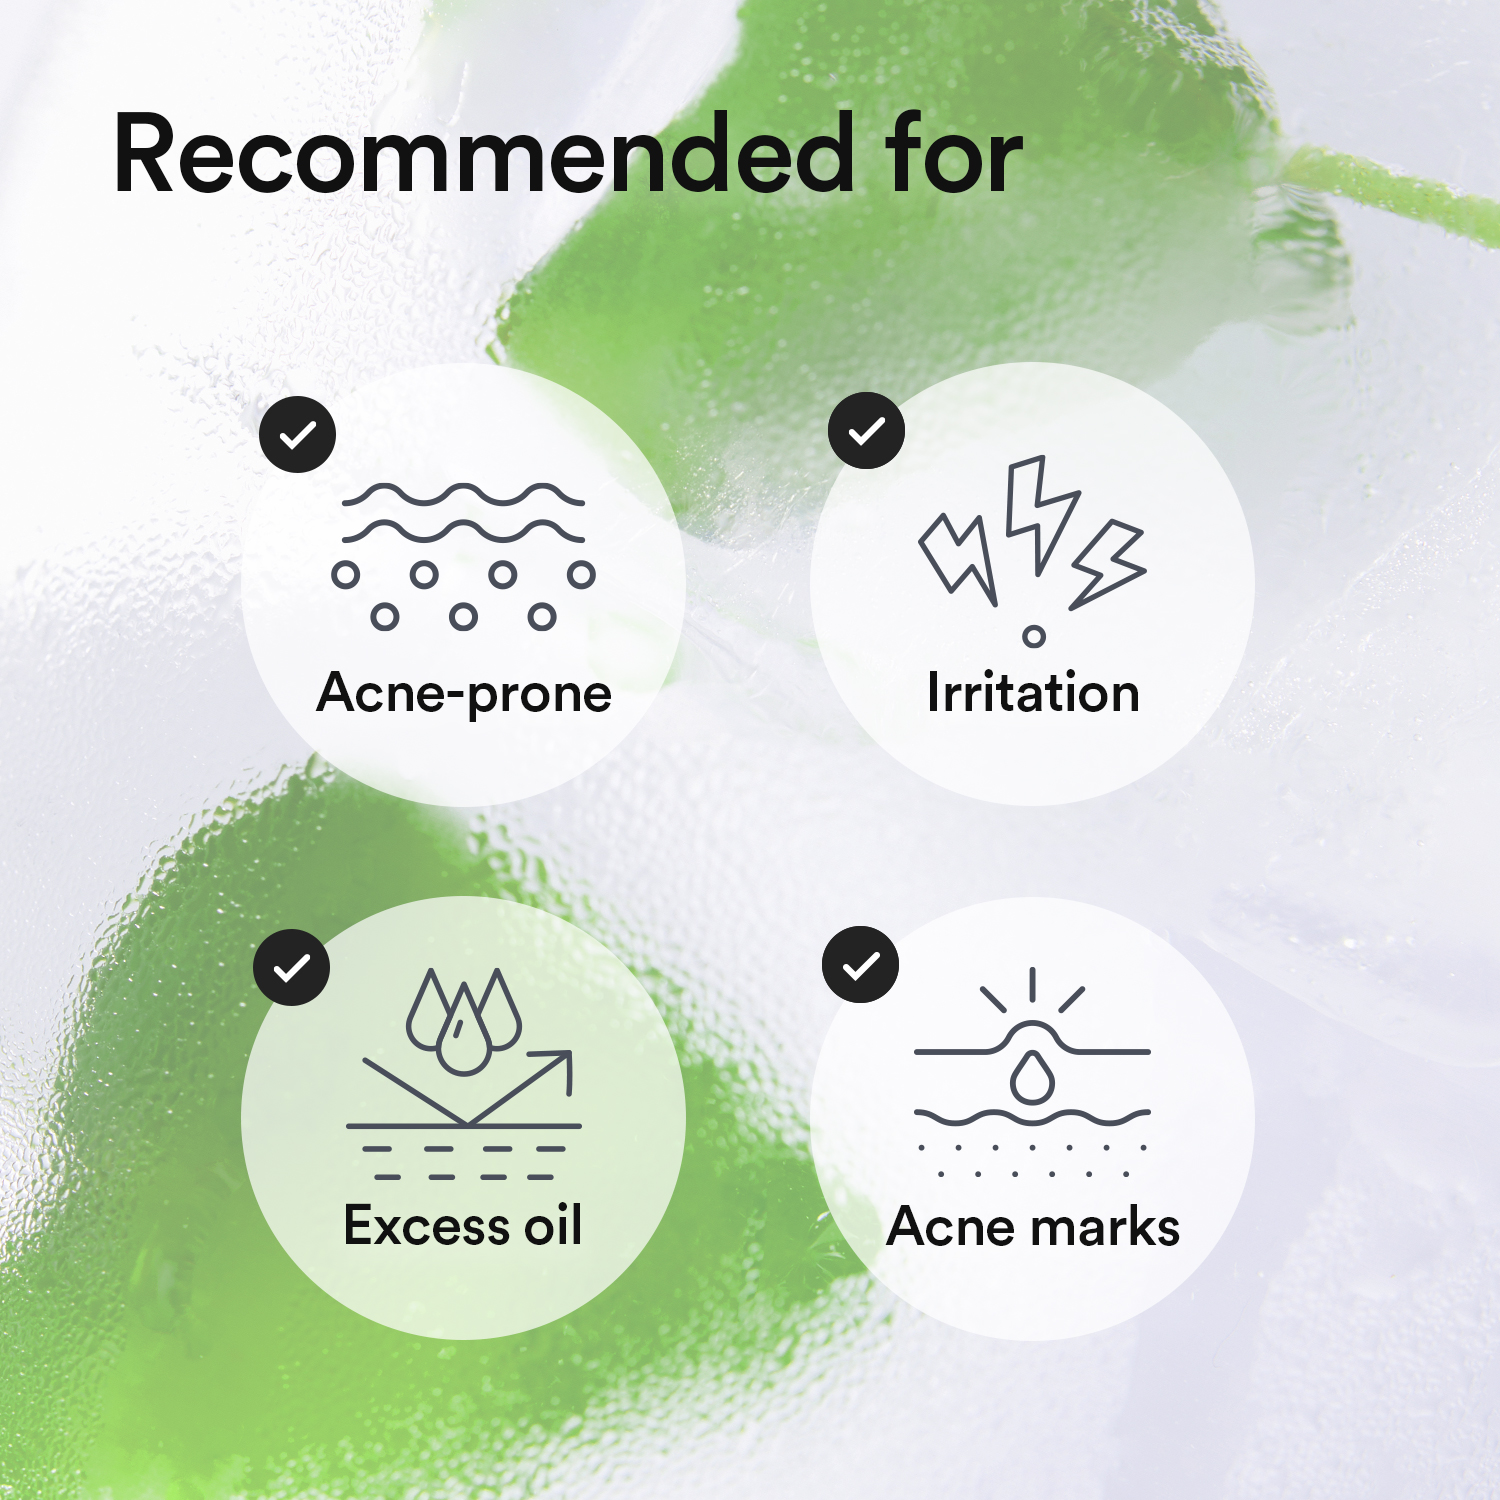 Recommended for
Acne-prone
Irritation
Excess oil
Acne marks